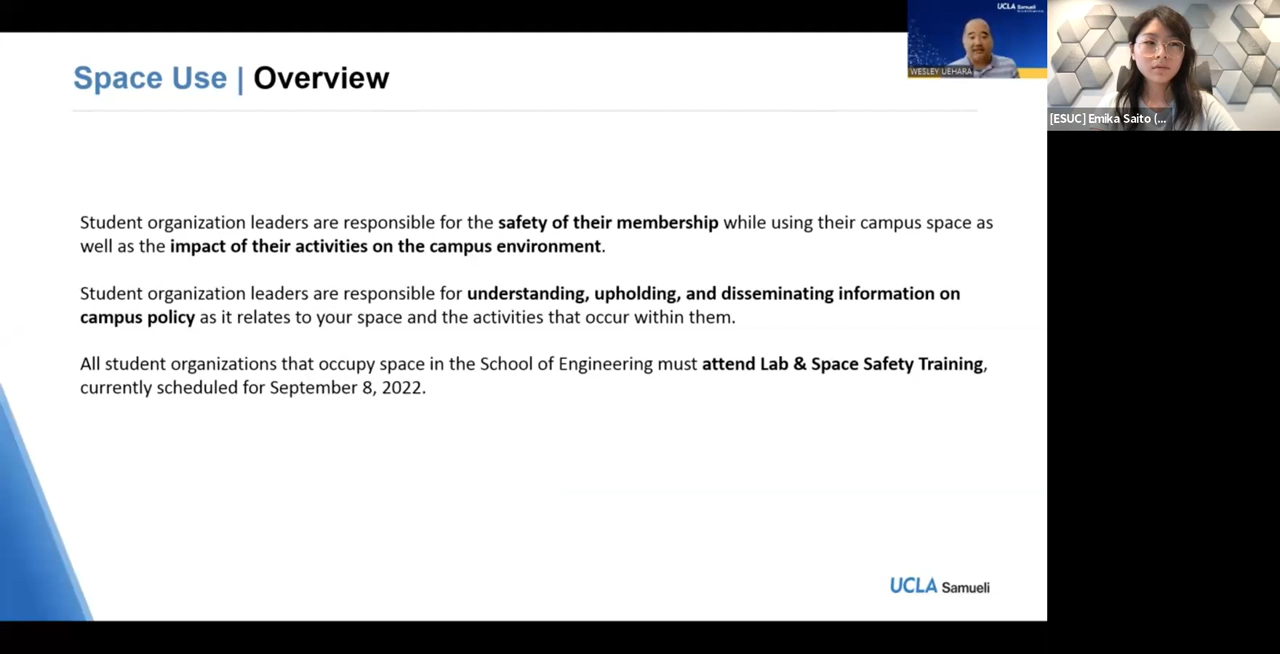 Space Use | Overview
UCLA Samueli
WESLEY UEHARA
[ESUC] Emika Saito (...
Student organization leaders are responsible for the safety of their membership while using their campus space as
well as the impact of their activities on the campus environment.
Student organization leaders are responsible for understanding, upholding, and disseminating information on
campus policy as it relates to your space and the activities that occur within them.
All student organizations that occupy space in the School of Engineering must attend Lab & Space Safety Training,
currently scheduled for September 8, 2022.
UCLA Samueli